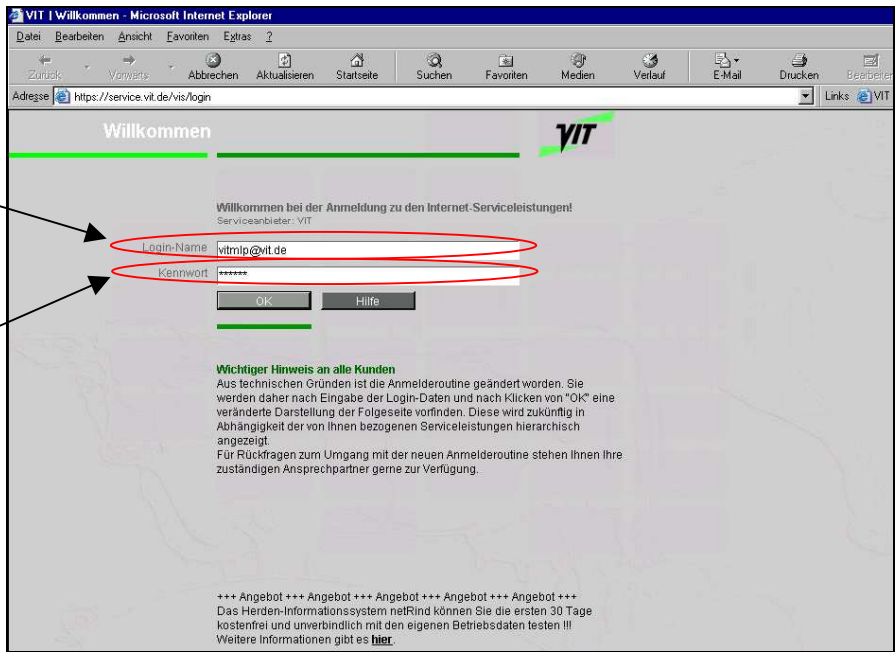 VIT | Willkommen - Microsoft Internet Explorer
Datei Bearbeiten Ansicht Favoriten Extras ?
Zurück Vorwärts Abbrechen Aktualisieren Startseite Suchen Favoriten Medien Verlauf E-Mail Drucken Bearbeiten
Adresse https://service.vit.de/vis/login Links VIT
Willkommen VIT
Willkommen bei der Anmeldung zu den Internet-Serviceleistungen!
Serviceanbieter: VIT
Login-Name vitmlp@vit.de
Kennwort ******
OK Hilfe
Wichtiger Hinweis an alle Kunden
Aus technischen Gründen ist die Anmelderoutine geändert worden. Sie
werden daher nach Eingabe der Login-Daten und nach Klicken von "OK" eine
veränderte Darstellung der Folgeseite vorfinden. Diese wird zukünftig in
Abhängigkeit der von Ihnen bezogenen Serviceleistungen hierarchisch
angezeigt.
Für Rückfragen zum Umgang mit der neuen Anmelderoutine stehen Ihnen Ihre
zuständigen Ansprechpartner gerne zur Verfügung.
+++ Angebot +++ Angebot +++ Angebot +++ Angebot +++ Angebot +++
Das Herden-Informationssystem netRind können Sie die ersten 30 Tage
kostenfrei und unverbindlich mit den eigenen Betriebsdaten testen !!!
Weitere Informationen gibt es hier.